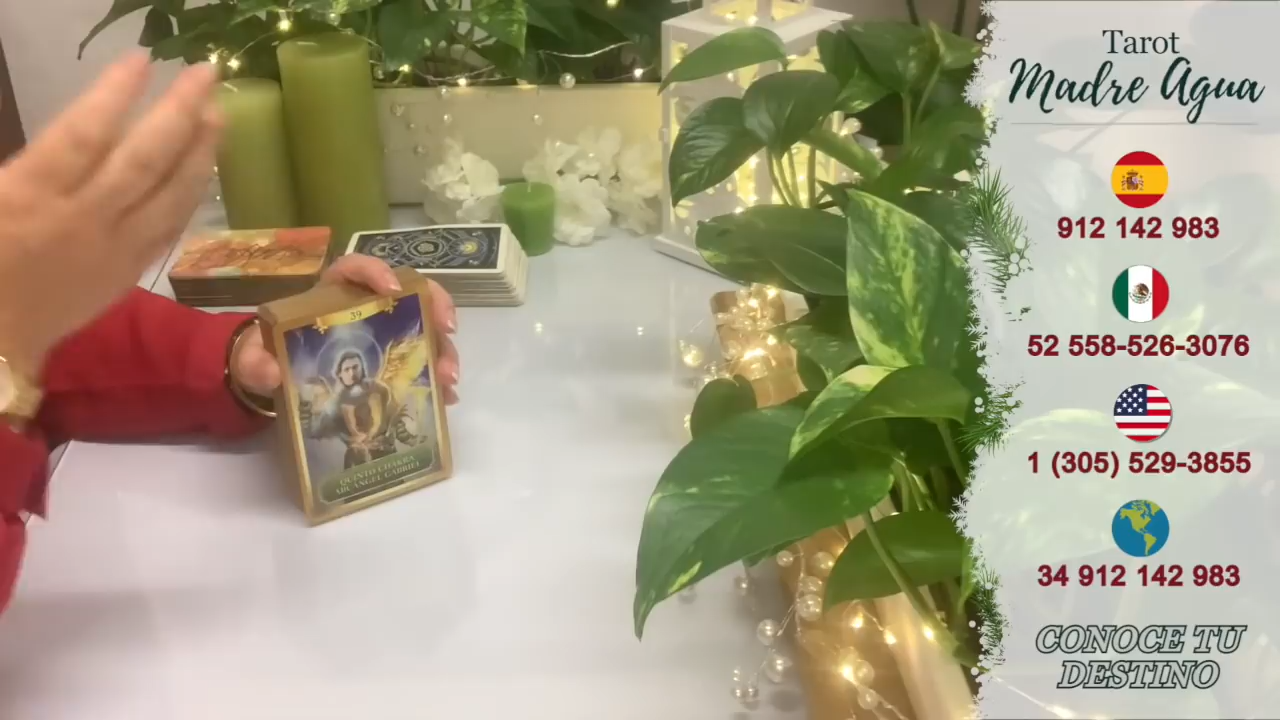 39
QUINTO CHAKRA
ARCÁNGEL GABRIEL
Tarot
Madre Agua
912 142 983
52 558-526-3076
1 (305) 529-3855
34 912 142 983
CONOCE TU
DESTINO